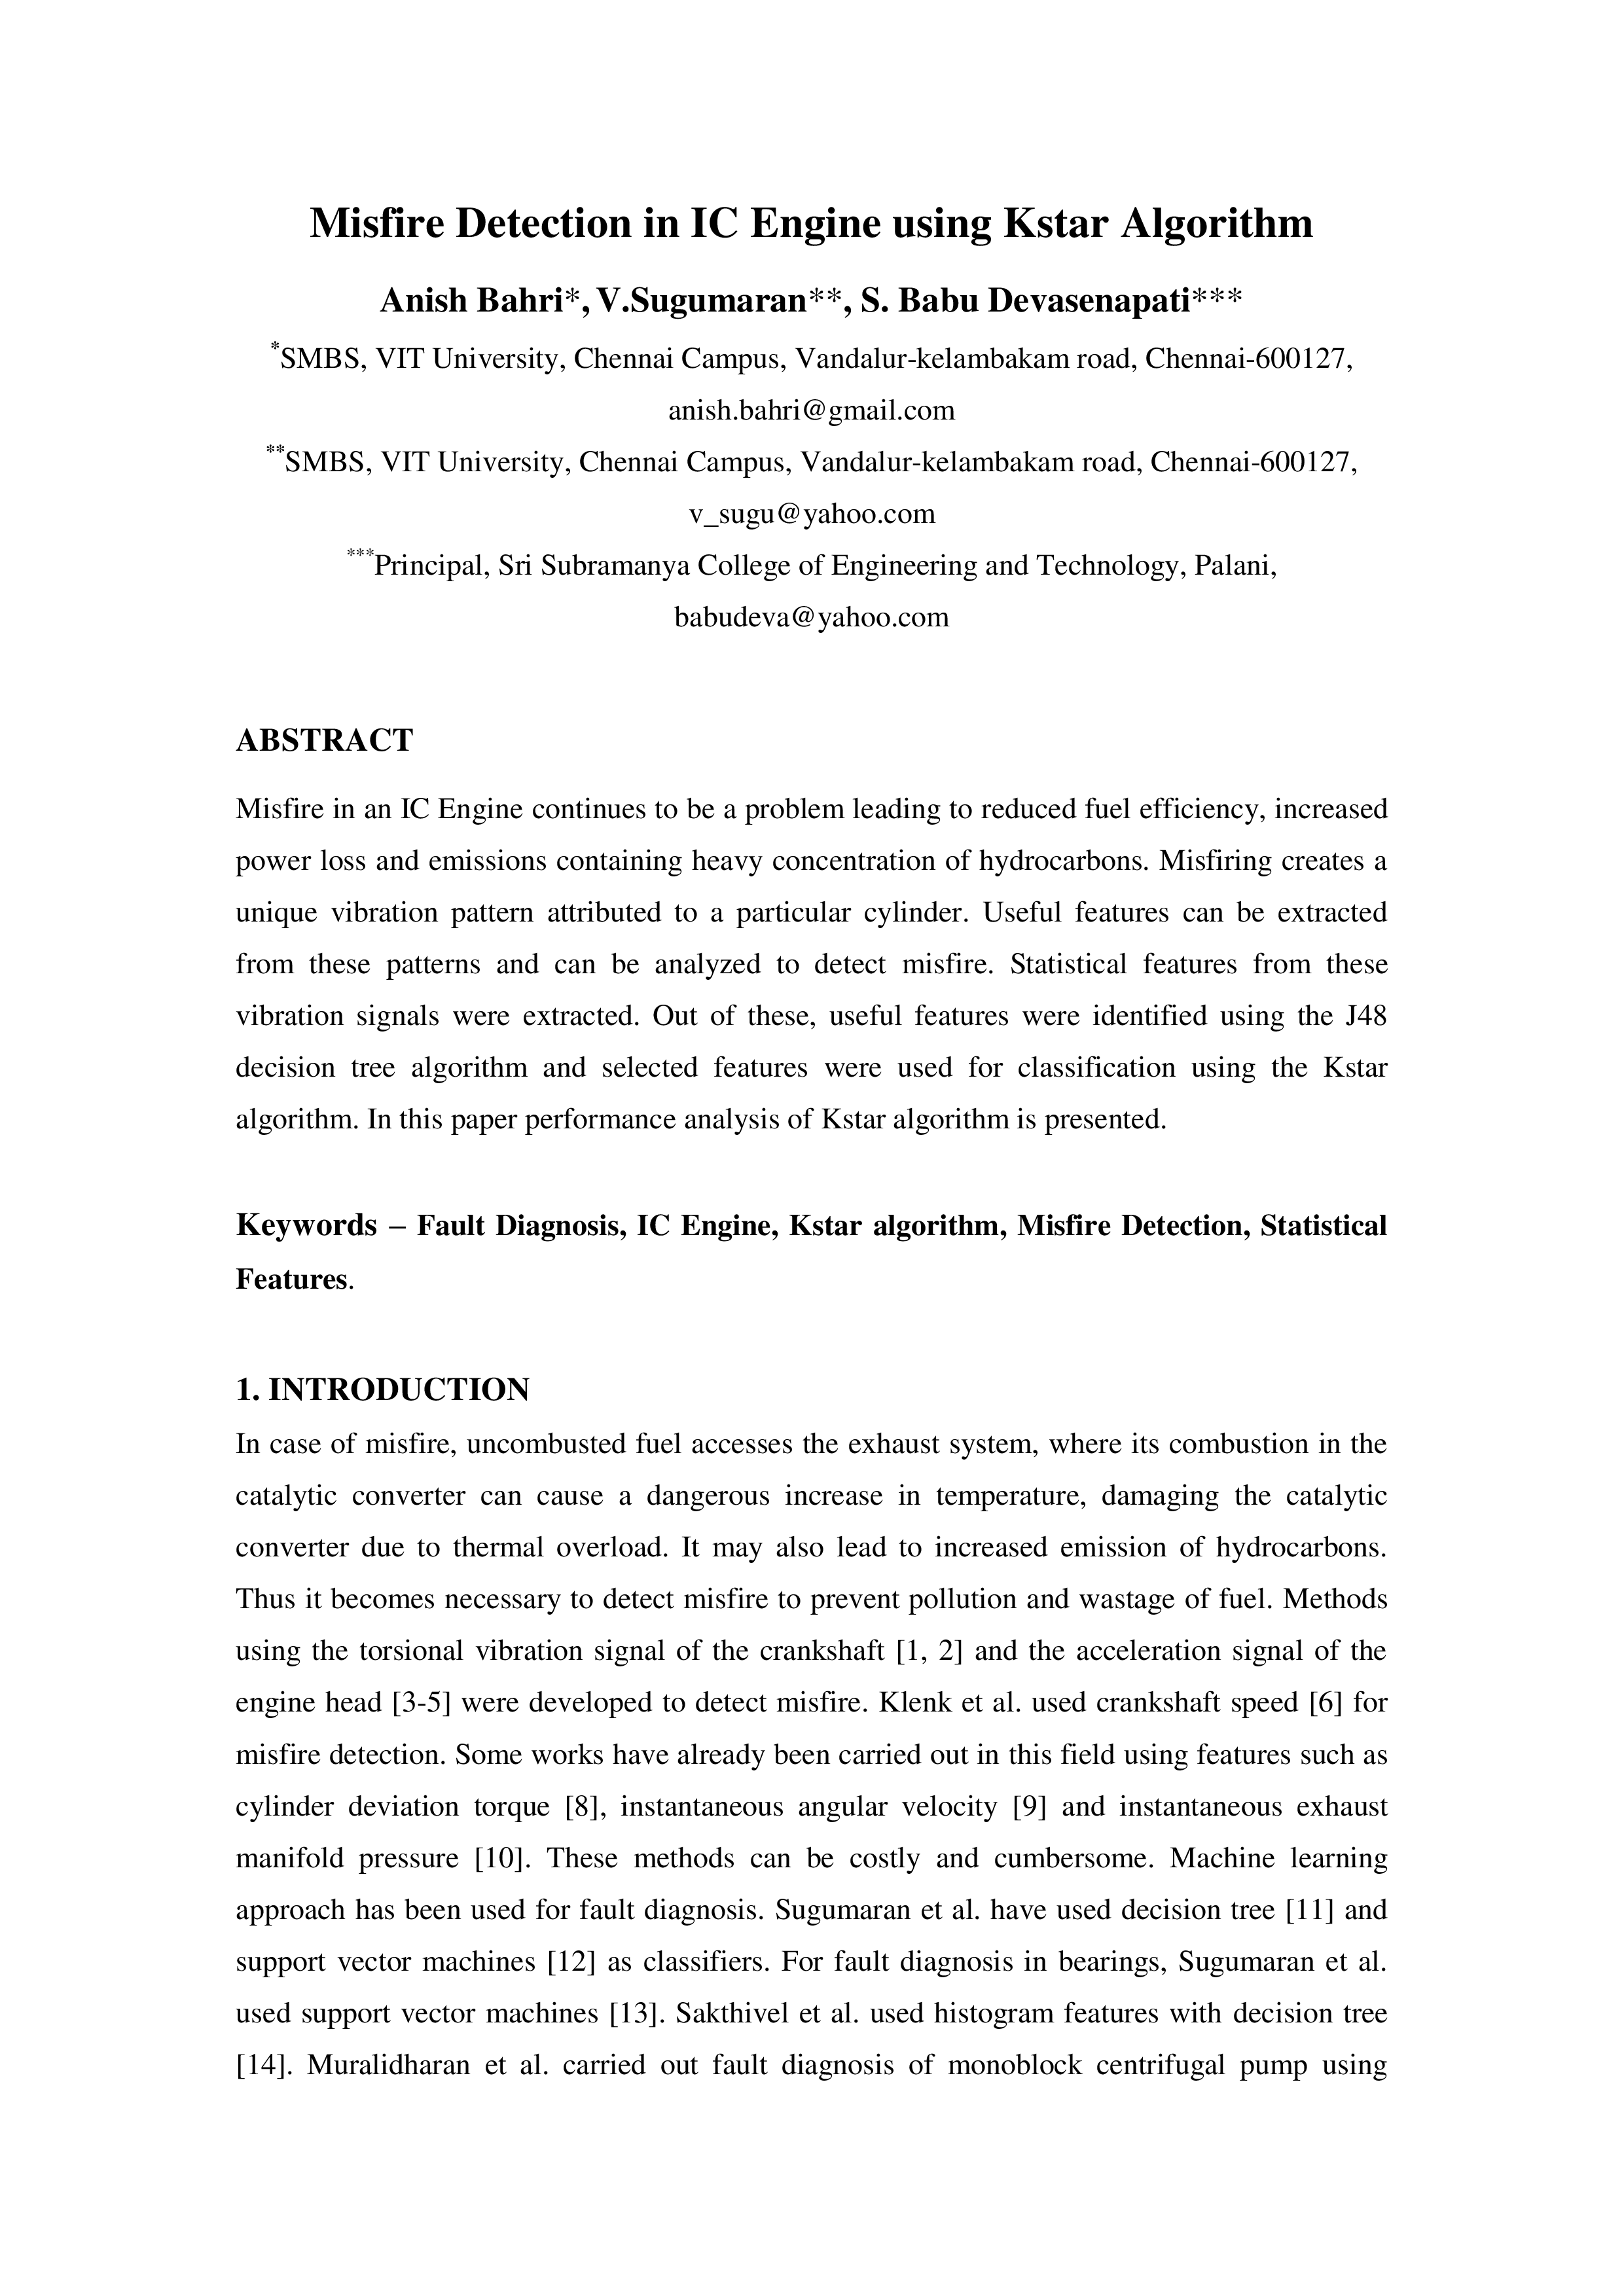 Misfire Detection in IC Engine using Kstar Algorithm
Anish Bahri*, V.Sugumaran**, S. Babu Devasenapati***
*SMBS, VIT University, Chennai Campus, Vandalur-kelambakam road, Chennai-600127,
anish.bahri@gmail.com
**SMBS, VIT University, Chennai Campus, Vandalur-kelambakam road, Chennai-600127,
v_sugu@yahoo.com
***Principal, Sri Subramanya College of Engineering and Technology, Palani,
babudeva@yahoo.com
ABSTRACT
Misfire in an IC Engine continues to be a problem leading to reduced fuel efficiency, increased
power loss and emissions containing heavy concentration of hydrocarbons. Misfiring creates a
unique vibration pattern attributed to a particular cylinder. Useful features can be extracted
from these patterns and can be analyzed to detect misfire. Statistical features from these
vibration signals were extracted. Out of these, useful features were identified using the J48
decision tree algorithm and selected features were used for classification using the Kstar
algorithm. In this paper performance analysis of Kstar algorithm is presented.
Keywords – Fault Diagnosis, IC Engine, Kstar algorithm, Misfire Detection, Statistical
Features.
1. INTRODUCTION
In case of misfire, uncombusted fuel accesses the exhaust system, where its combustion in the
catalytic converter can cause a dangerous increase in temperature, damaging the catalytic
converter due to thermal overload. It may also lead to increased emission of hydrocarbons.
Thus it becomes necessary to detect misfire to prevent pollution and wastage of fuel. Methods
using the torsional vibration signal of the crankshaft [1, 2] and the acceleration signal of the
engine head [3-5] were developed to detect misfire. Klenk et al. used crankshaft speed [6] for
misfire detection. Some works have already been carried out in this field using features such as
cylinder deviation torque [8], instantaneous angular velocity [9] and instantaneous exhaust
manifold pressure [10]. These methods can be costly and cumbersome. Machine learning
approach has been used for fault diagnosis. Sugumaran et al. have used decision tree [11] and
support vector machines [12] as classifiers. For fault diagnosis in bearings, Sugumaran et al.
used support vector machines [13]. Sakthivel et al. used histogram features with decision tree
[14]. Muralidharan et al. carried out fault diagnosis of monoblock centrifugal pump using